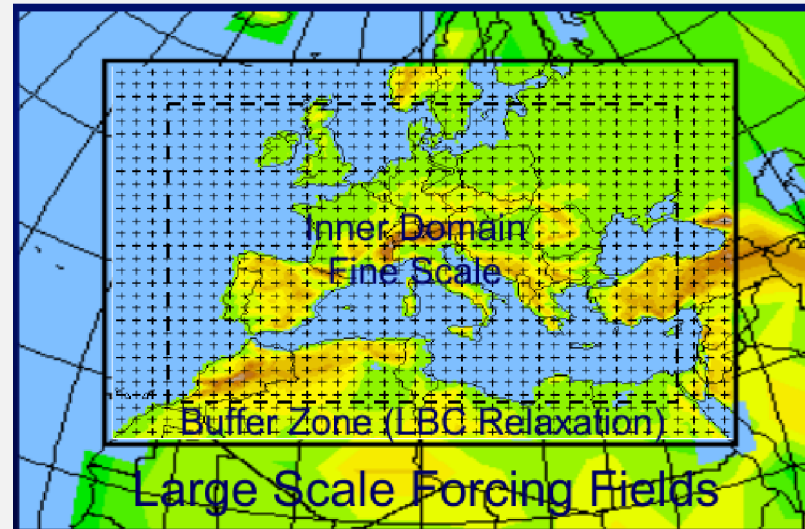 Inner Domain
Fine Scale
Buffer Zone (LBC Relaxation)
Large Scale Forcing Fields